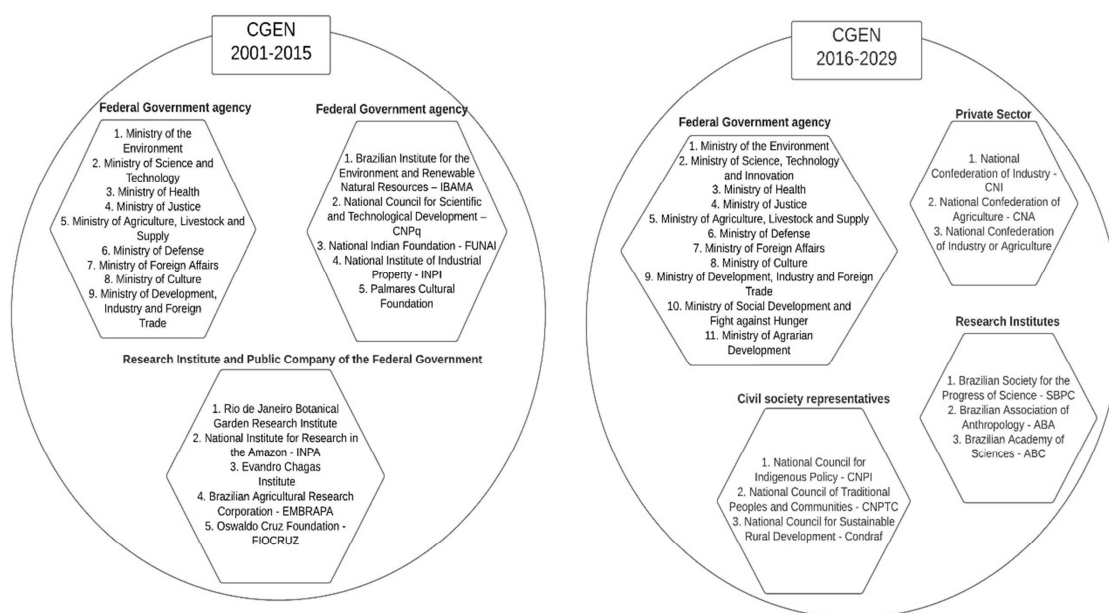 CGEN
2001-2015
Federal Government agency
1. Ministry of the
Environment
2. Ministry of Science and
Technology
3. Ministry of Health
4. Ministry of Justice
5. Ministry of Agriculture, Livestock and
Supply
6. Ministry of Defense
7. Ministry of Foreign Affairs
8. Ministry of Culture
9. Ministry of Development,
Industry and Foreign
Trade
Federal Government agency
1. Brazilian Institute for the
Environment and Renewable
Natural Resources – IBAMA
2. National Council for Scientific
and Technological Development –
CNPq
3. National Indian Foundation - FUNAI
4. National Institute of Industrial
Property - INPI
5. Palmares Cultural
Foundation
Research Institute and Public Company of the Federal Government
1. Rio de Janeiro Botanical
Garden Research Institute
2. National Institute for Research in
the Amazon - INPA
3. Evandro Chagas
Institute
4. Brazilian Agricultural Research
Corporation - EMBRAPA
5. Oswaldo Cruz Foundation -
FIOCRUZ
CGEN
2016-2029
Federal Government agency
1. Ministry of the Environment
2. Ministry of Science, Technology
and Innovation
3. Ministry of Health
4. Ministry of Justice
5. Ministry of Agriculture, Livestock and Supply
6. Ministry of Defense
7. Ministry of Foreign Affairs
8. Ministry of Culture
9. Ministry of Development, Industry and Foreign
Trade
10. Ministry of Social Development and
Fight against Hunger
11. Ministry of Agrarian
Development
Private Sector
1. National
Confederation of Industry -
CNI
2. National Confederation of
Agriculture - CNA
3. National Confederation
of Industry or Agriculture
Research Institutes
1. Brazilian Society for the
Progress of Science - SBPC
2. Brazilian Association of
Anthropology - ABA
3. Brazilian Academy of
Sciences - ABC
Civil society representatives
1. National Council for
Indigenous Policy - CNPI
2. National Council of Traditional
Peoples and Communities - CNPTC
3. National Council for Sustainable
Rural Development - Condraf